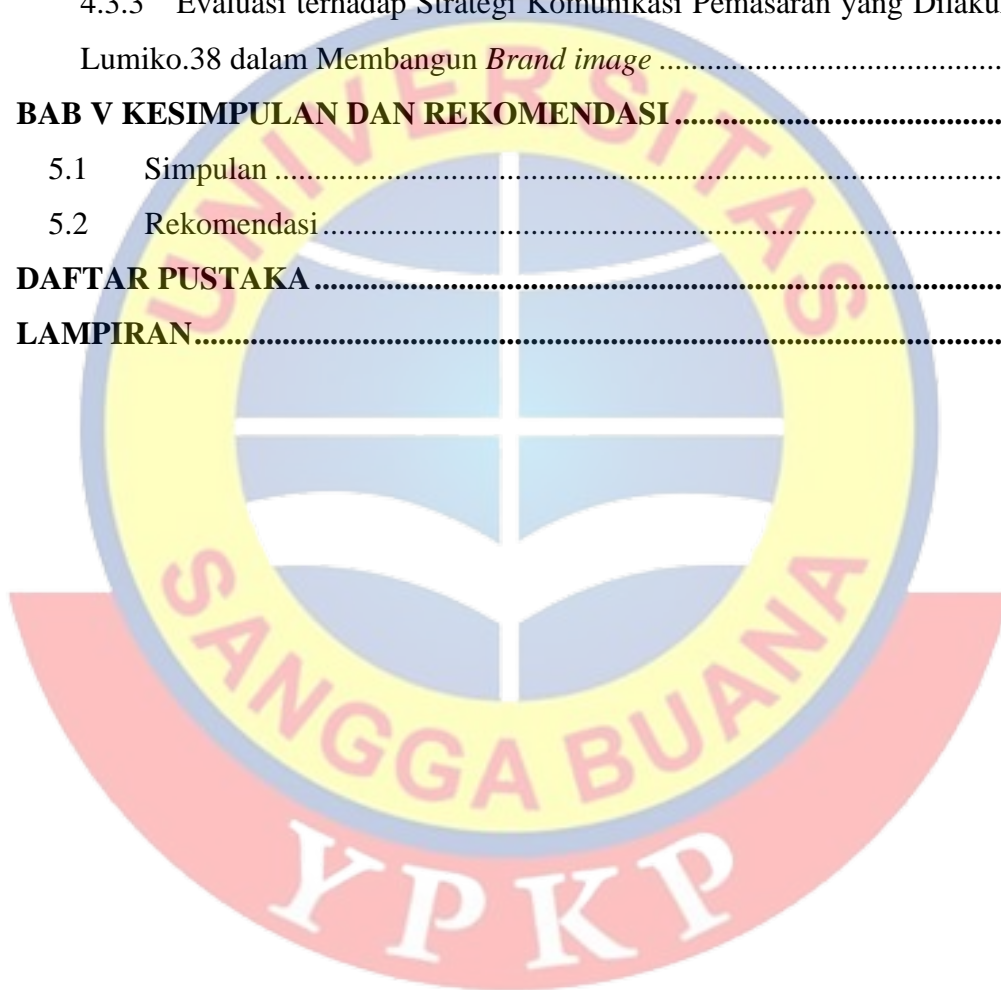 4.3.3 Evaluasi terhadap Strategi Komunikasi Pemasaran yang
Lumiko.38 dalam Membangun Brand image ........................................
BAB V KESIMPULAN DAN REKOMENDASI ........................................
5.1 Simpulan ........................................
5.2 Rekomendasi ........................................
DAFTAR PUSTAKA ........................................
LAMPIRAN ........................................
UNIVERSITAS
SANGGA BUANA
YPKP